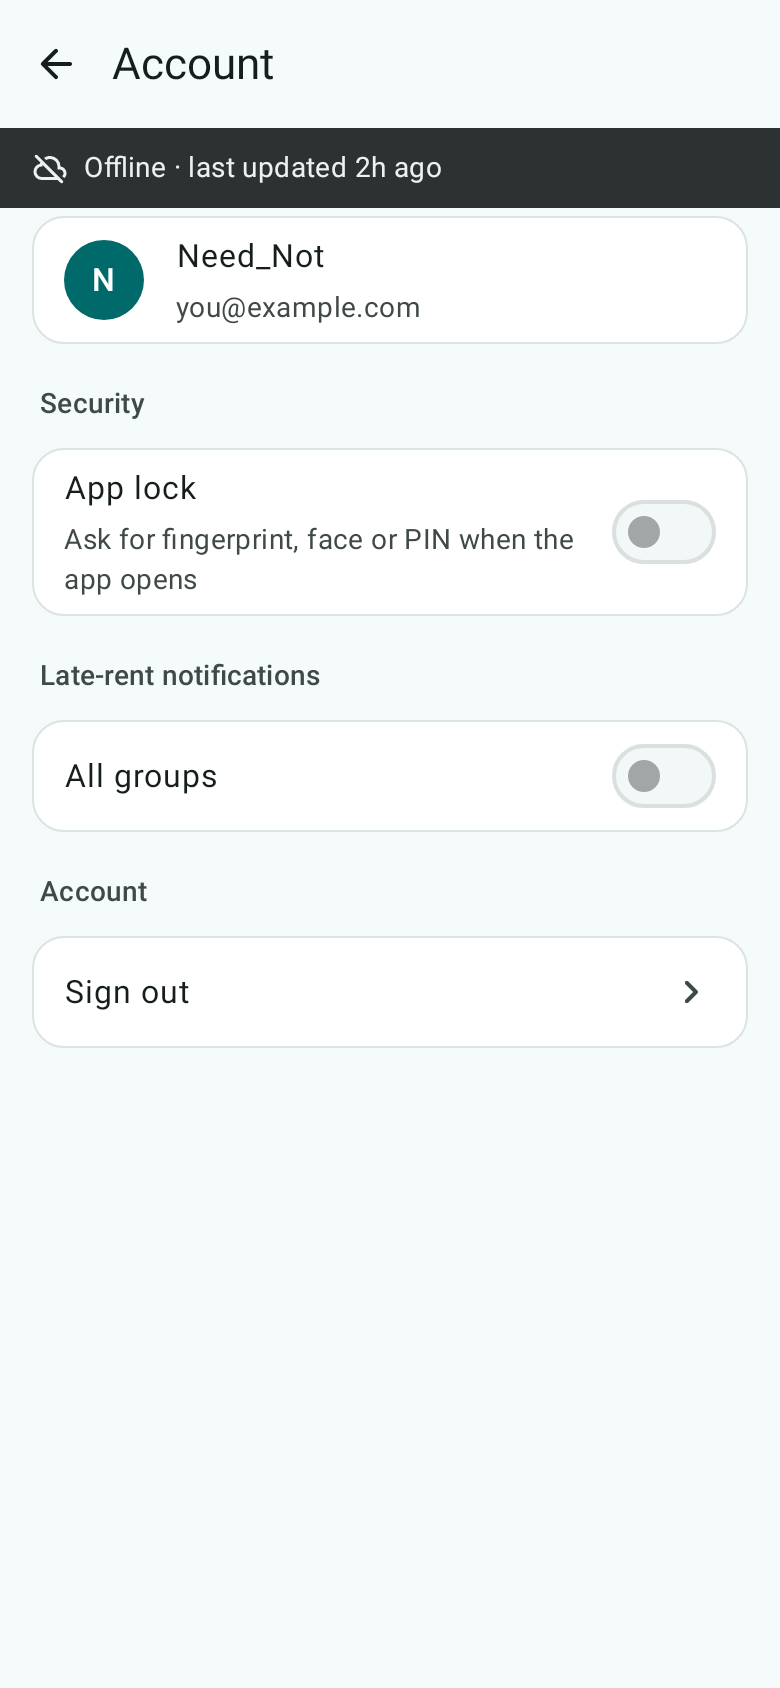 Account
Offline · last updated 2h ago
N
Need_Not
you@example.com
Security
App lock
Ask for fingerprint, face or PIN when the
app opens
Late-rent notifications
All groups
Account
Sign out